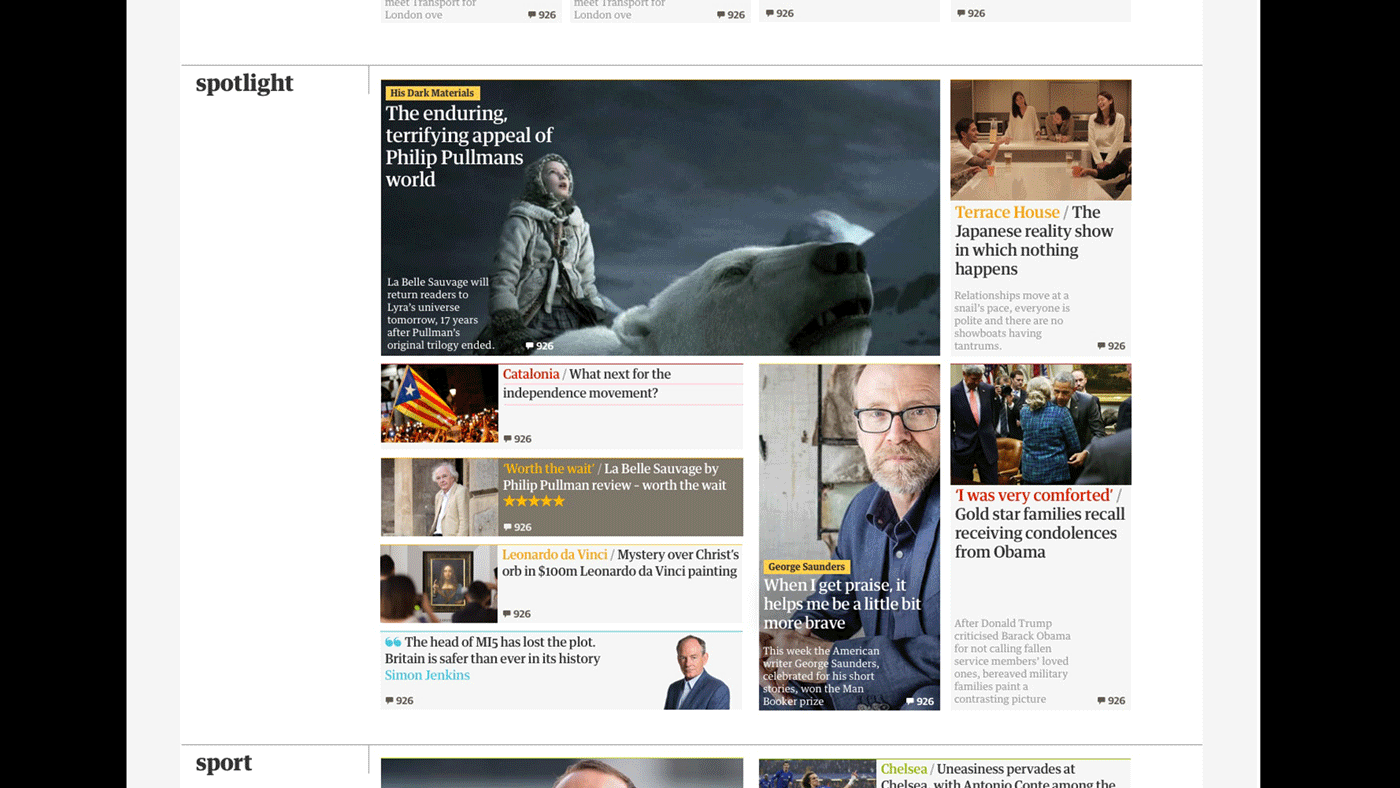 meet Transport for
London ove
926
meet Transport for
London ove
926
926
926
spotlight
His Dark Materials
The enduring,
terrifying appeal of
Philip Pullmans
world
La Belle Sauvage will
return readers to
Lyra's universe
tomorrow, 17 years
after Pullman's
original trilogy ended.
926
Terrace House / The
Japanese reality show
in which nothing
happens
Relationships move at a
snail's pace, everyone is
polite and there are no
showboats having
tantrums.
926
Catalonia / What next for the
independence movement?
926
'Worth the wait' / La Belle Sauvage by
Philip Pullman review – worth the wait
★★★★★
926
Leonardo da Vinci / Mystery over Christ's
orb in $100m Leonardo da Vinci painting
926
The head of MI5 has lost the plot.
Britain is safer than ever in its history
Simon Jenkins
926
George Saunders
When I get praise, it
helps me be a little bit
more brave
This week the American
writer George Saunders,
celebrated for his short
stories, won the Man
Booker prize
926
'I was very comforted' /
Gold star families recall
receiving condolences
from Obama
After Donald Trump
criticised Barack Obama
for not calling fallen
service members' loved
ones, bereaved military
families paint a
contrasting picture
926
sport
Chelsea / Uneasiness pervades at
Chelsea, with Antonio Conte among the